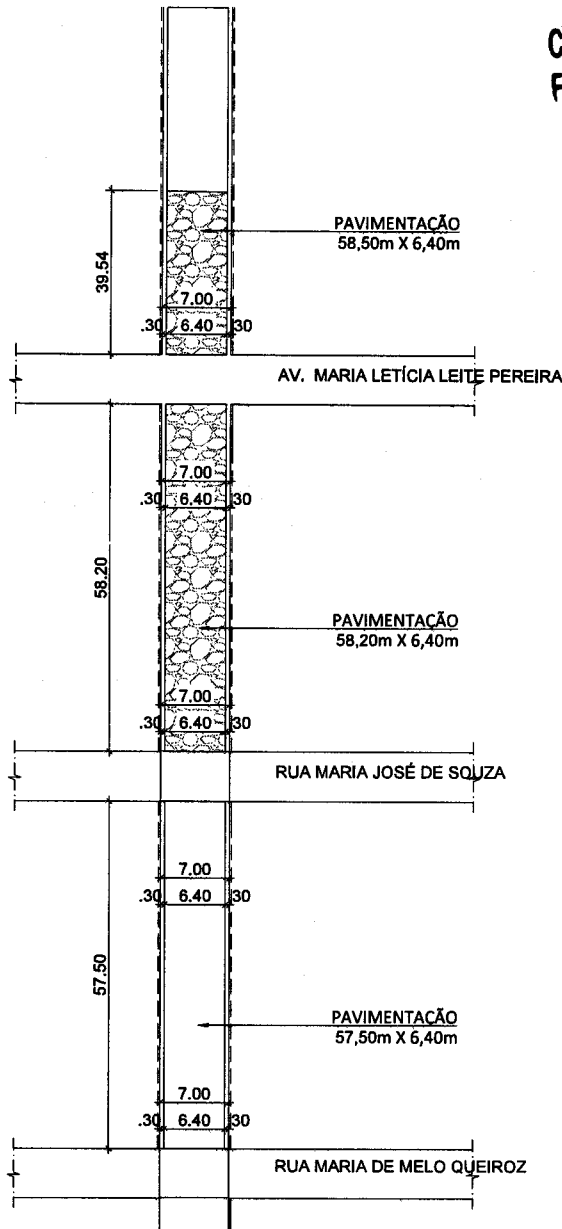 PAVIMENTAÇÃO
58,50m X 6,40m
39.54
7.00
.30 6.40 30
AV. MARIA LETÍCIA LEITE PEREIRA
7.00
.30 6.40 30
58.20
PAVIMENTAÇÃO
58,20m X 6,40m
7.00
.30 6.40 30
RUA MARIA JOSÉ DE SOUZA
7.00
.30 6.40 30
57.50
PAVIMENTAÇÃO
57,50m X 6,40m
7.00
.30 6.40 30
RUA MARIA DE MELO QUEIROZ